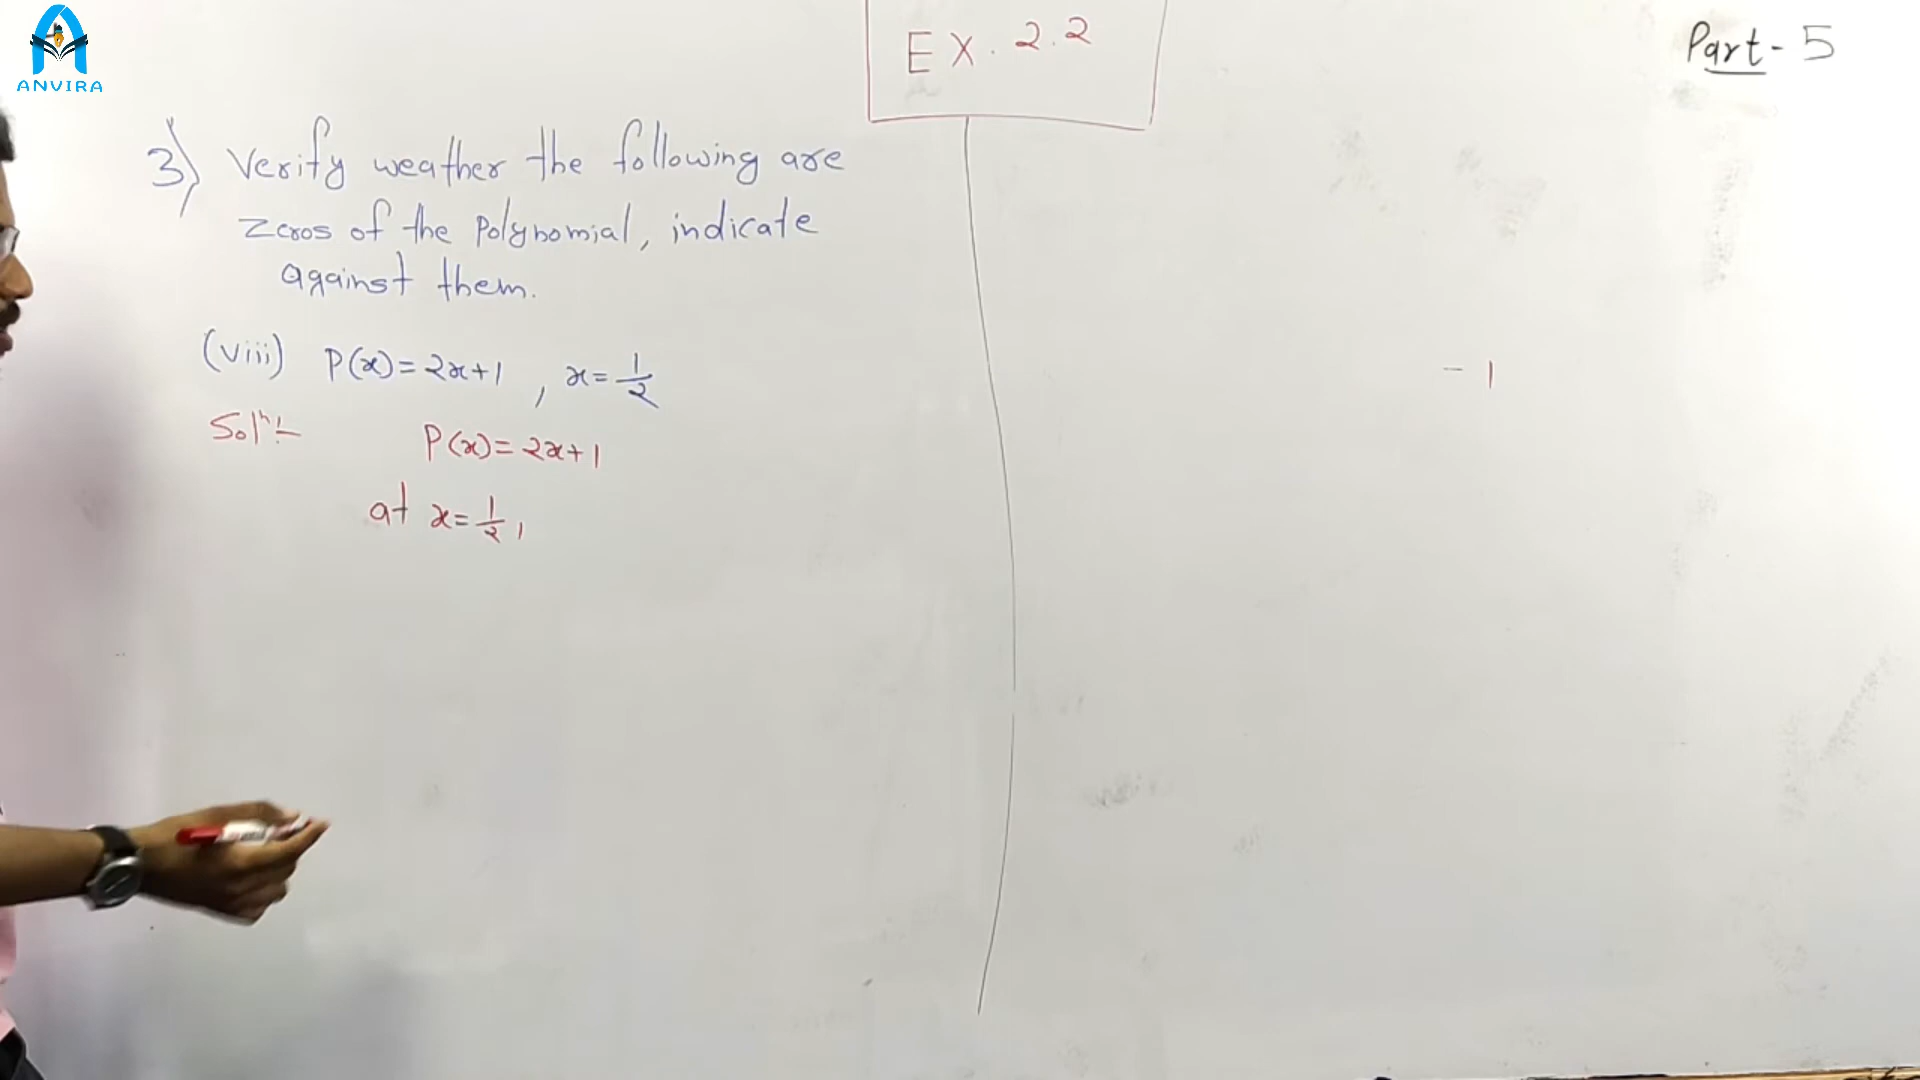 ANVIRA
EX. 2.2
Part - 5
3) Verify weather the following are
zeros of the polynomial, indicate
against them.
(viii) P(x)=2x+1 , x=1/2
Solⁿ:-
P(x)=2x+1
at x=1/2,
- 1